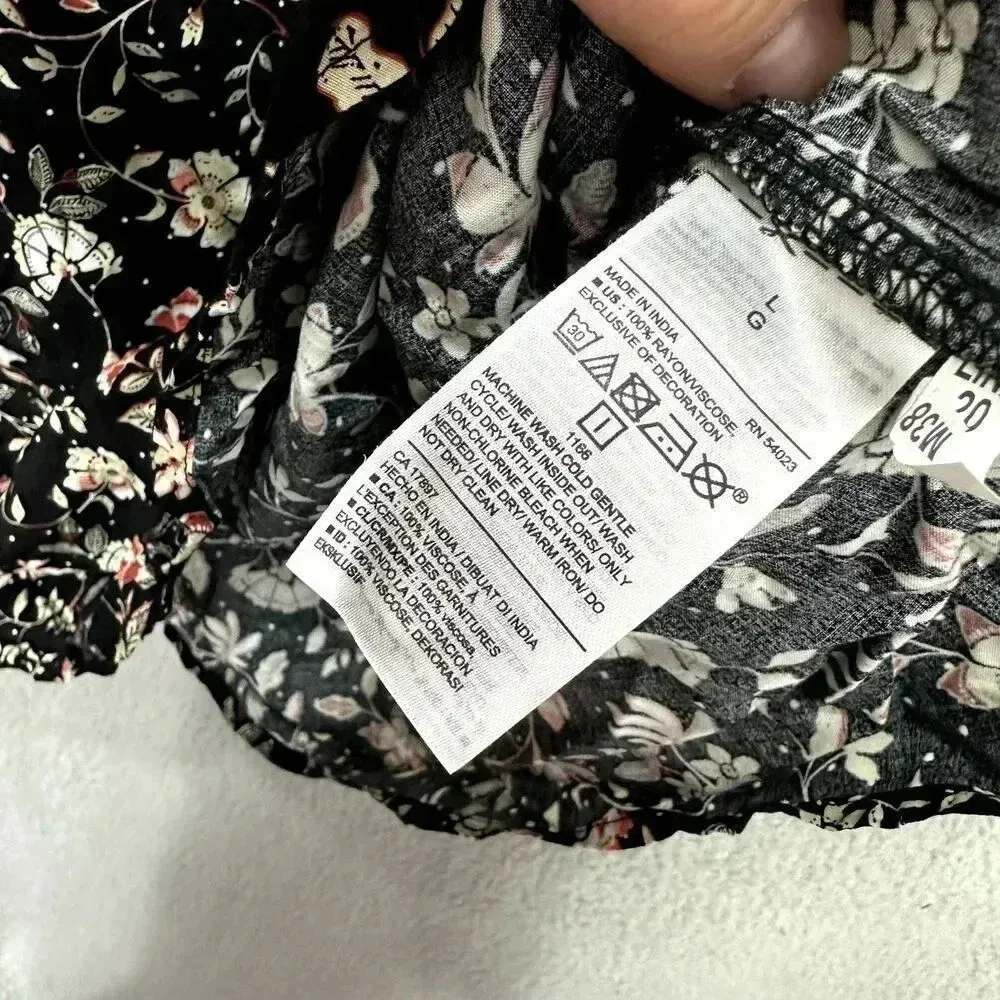 L
G
MADE IN INDIA
RN 54023
■ US : 100% RAYON/VISCOSE,
EXCLUSIVE OF DECORATION
30
®
1166
MACHINE WASH COLD GENTLE
CYCLE/ WASH INSIDE OUT/ WASH
AND DRY WITH LIKE COLORS/ ONLY
NON-CHLORINE BLEACH WHEN
NEEDED/ LINE DRY/ WARM IRON/ DO
NOT DRY CLEAN
CA17897
HECHO EN INDIA / DIBUAT DI INDIA
■ CA : 100% VISCOSE, À
L'EXCEPTION DES GARNITURES
■ CL/CR/MX/PE : 100% viscosa,
EXCLUYENDO LA DECORACIÓN
■ ID : 100% VISCOSE DEKORASI
EKSKLUSIF
M38